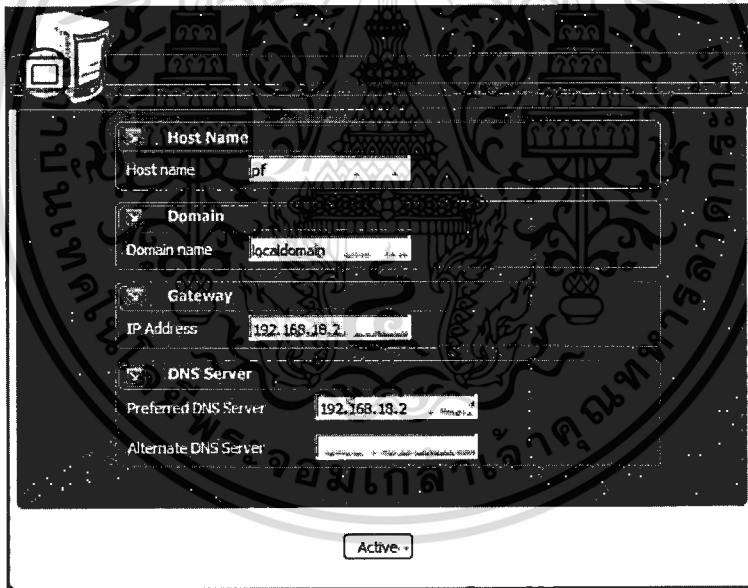 Host Name
Host name pf
Domain
Domain name localdomain
Gateway
IP Address 192.168.18.2
DNS Server
Preferred DNS Server 192.168.18.2
Alternate DNS Server
Active